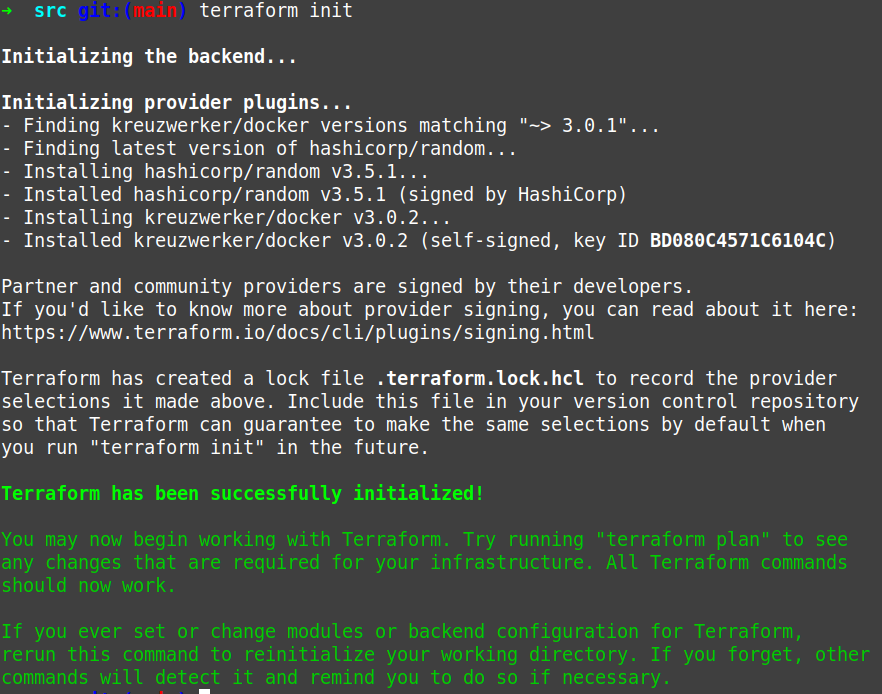 → src git:(main) terraform init
Initializing the backend...
Initializing provider plugins...
- Finding kreuzwerker/docker versions matching "~> 3.0.1"...
- Finding latest version of hashicorp/random...
- Installing hashicorp/random v3.5.1...
- Installed hashicorp/random v3.5.1 (signed by HashiCorp)
- Installing kreuzwerker/docker v3.0.2...
- Installed kreuzwerker/docker v3.0.2 (self-signed, key ID BD080C4571C6104C)
Partner and community providers are signed by their developers.
If you'd like to know more about provider signing, you can read about it here:
https://www.terraform.io/docs/cli/plugins/signing.html
Terraform has created a lock file .terraform.lock.hcl to record the provider
selections it made above. Include this file in your version control repository
so that Terraform can guarantee to make the same selections by default when
you run "terraform init" in the future.
Terraform has been successfully initialized!
You may now begin working with Terraform. Try running "terraform plan" to see
any changes that are required for your infrastructure. All Terraform commands
should now work.
If you ever set or change modules or backend configuration for Terraform,
rerun this command to reinitialize your working directory. If you forget, other
commands will detect it and remind you to do so if necessary.